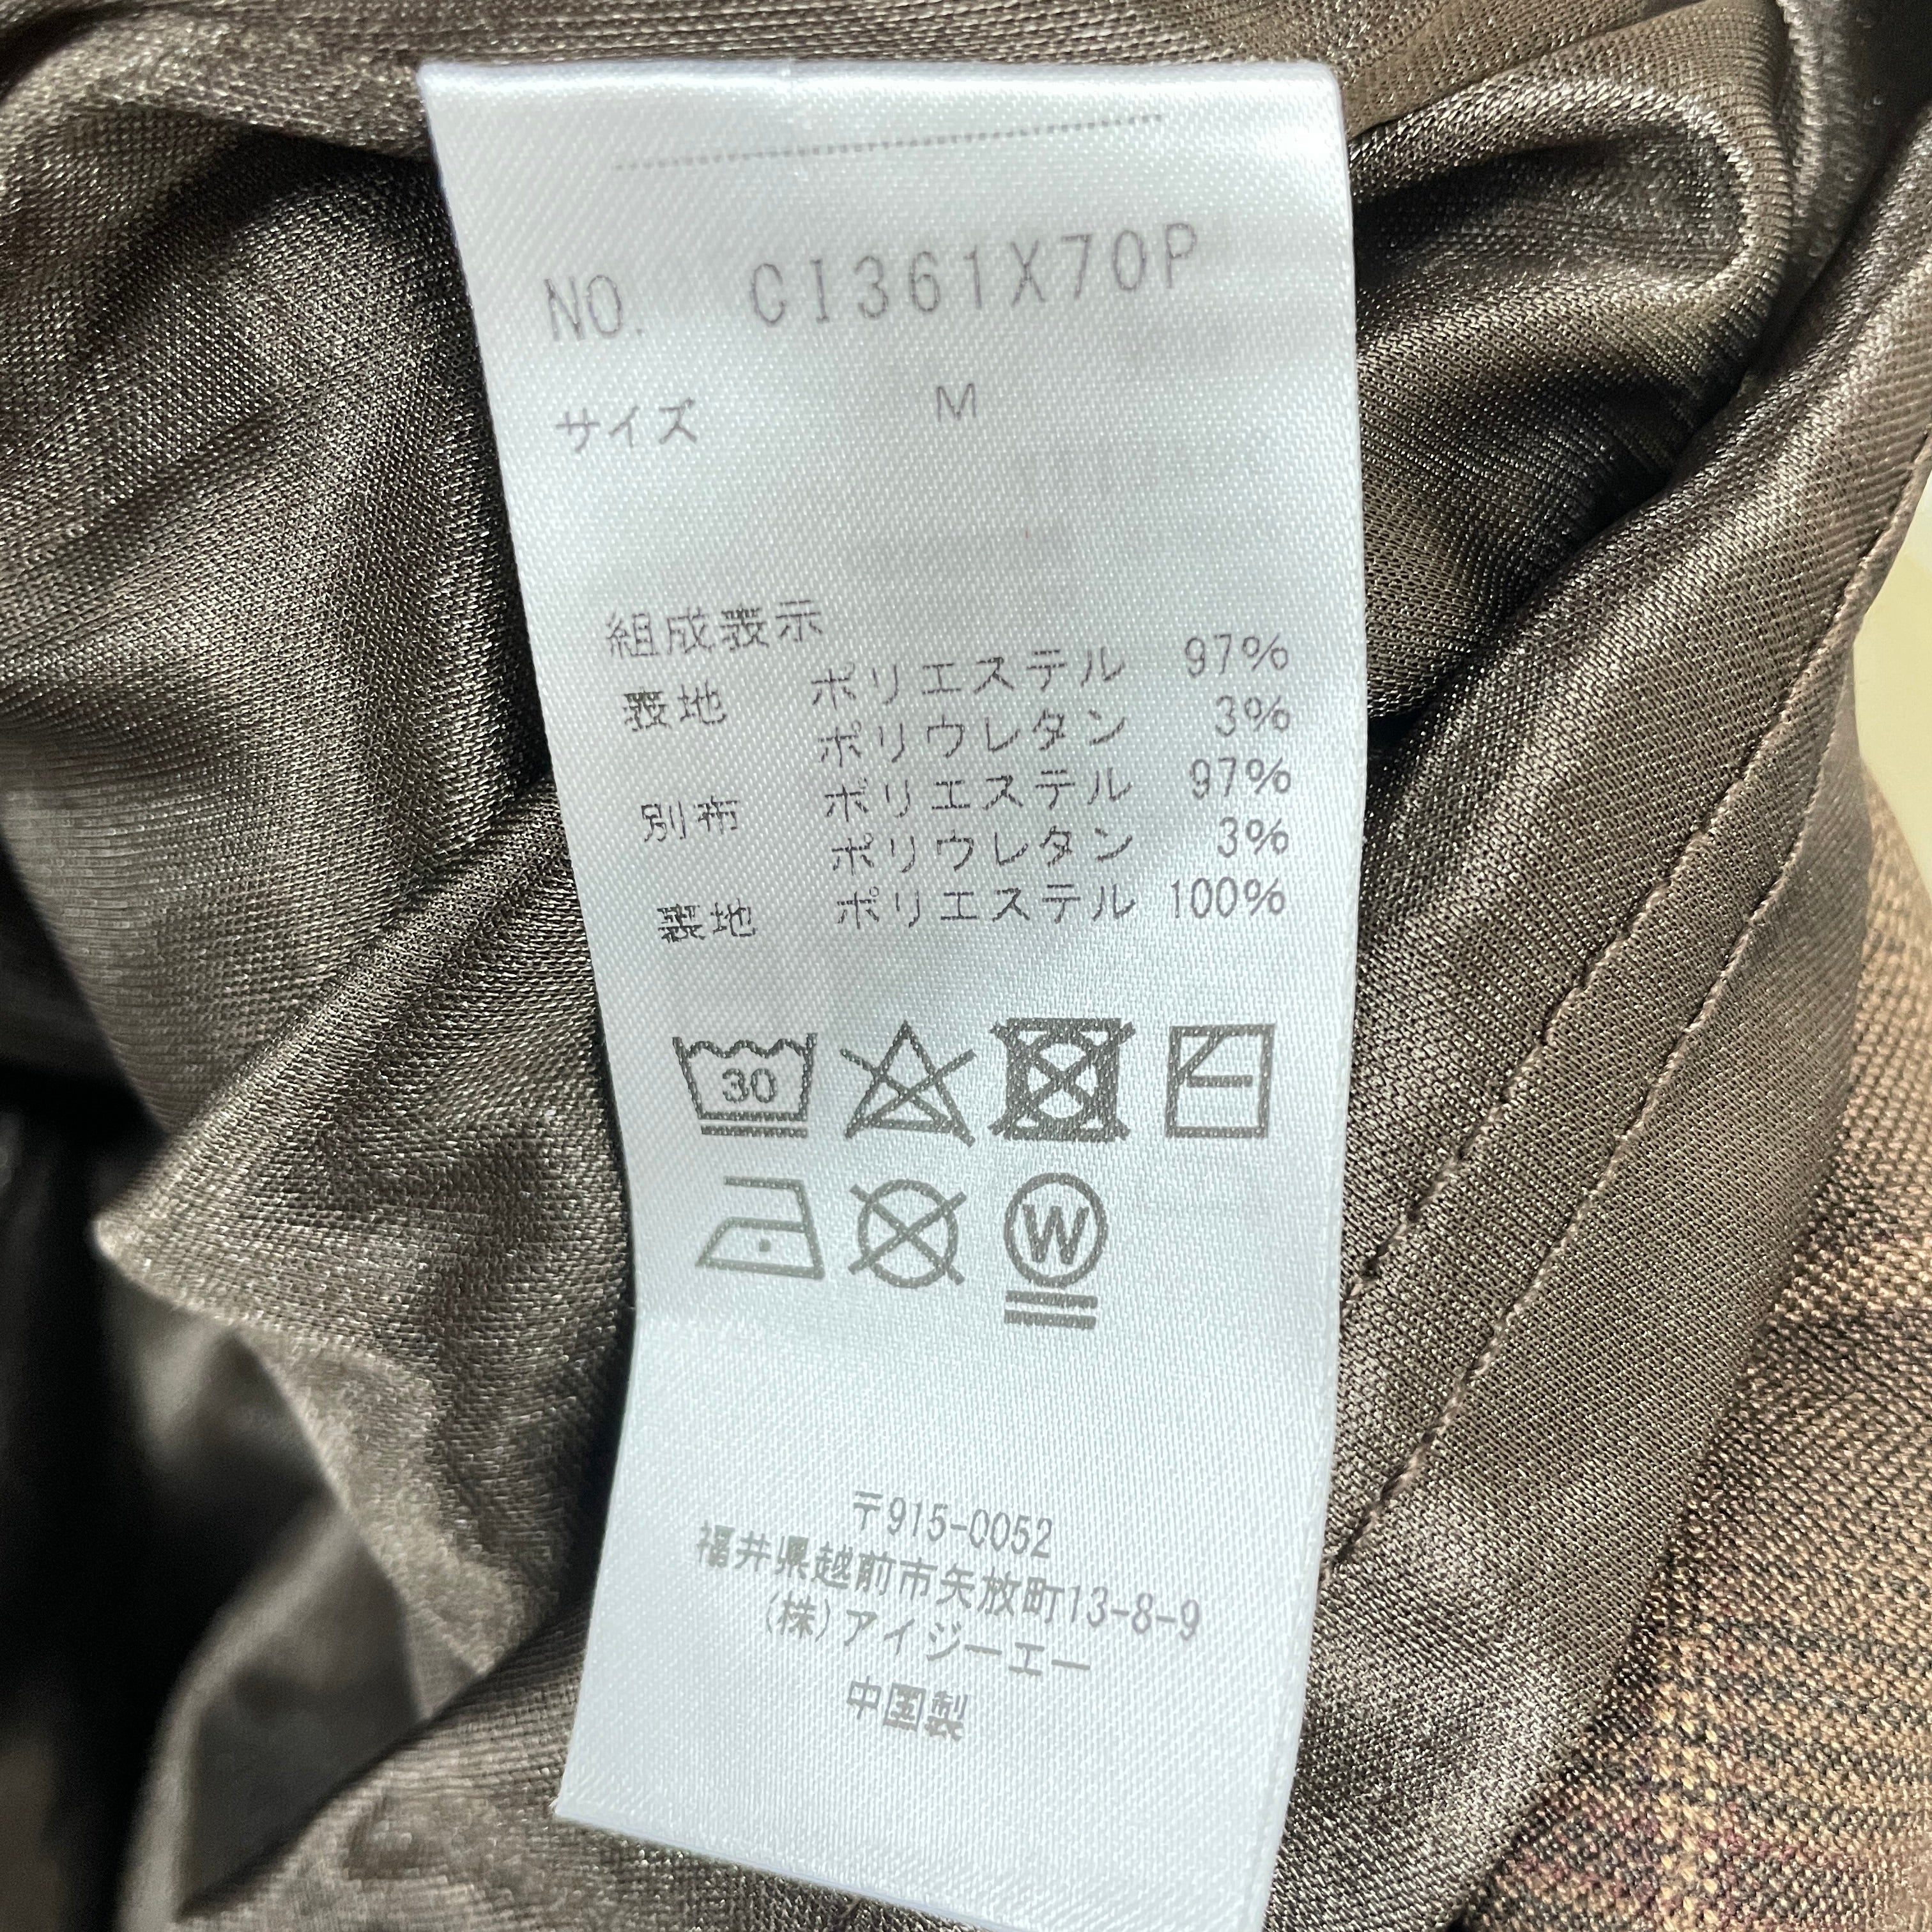 NO. CI361X70P
サイズ M
組成表示
表地 ポリエステル 97%
ポリウレタン 3%
別布 ポリエステル 97%
ポリウレタン 3%
裏地 ポリエステル 100%
30
W
〒915-0052
福井県越前市矢放町13-8-9
(株)アイジーエー
中国製